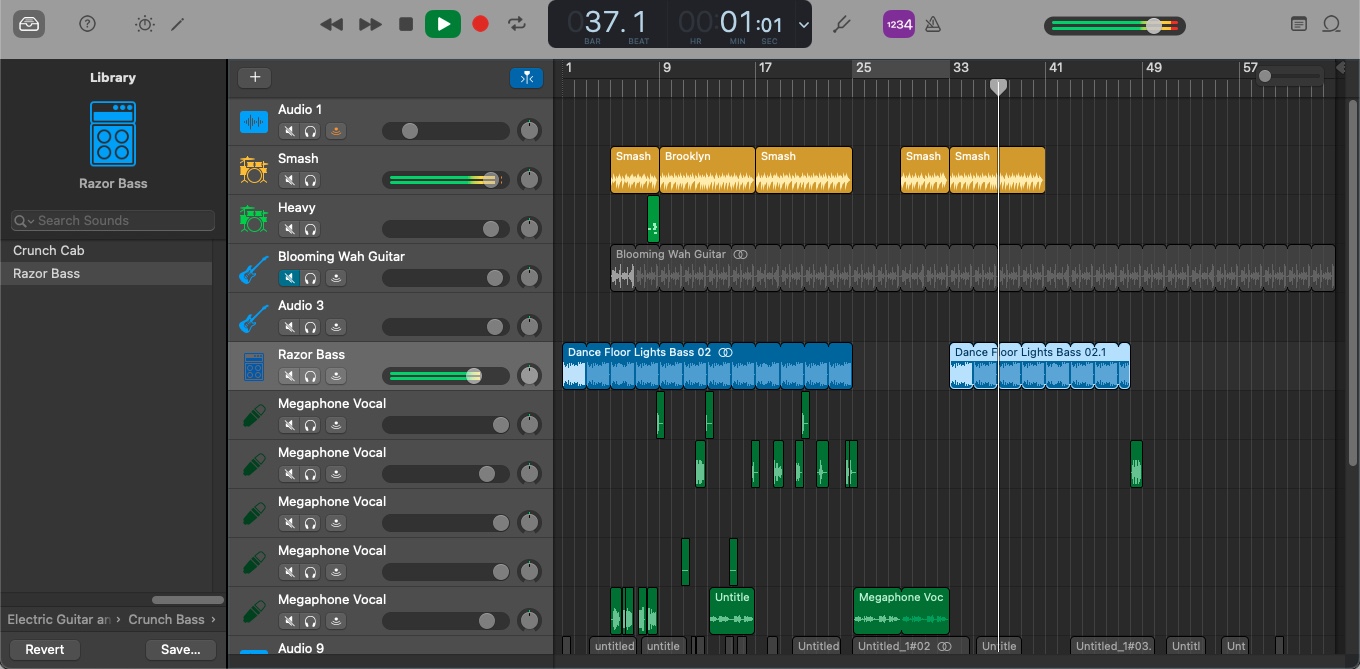 1234
37.1
BAR
BEAT
00:01:01
HR
MIN
SEC
Library
Razor Bass
Search Sounds
Crunch Cab
Razor Bass
Electric Guitar an
Crunch Bass
Revert
Save...
1
9
17
25
33
41
49
57
Audio 1
Smash
Smash
Brooklyn
Smash
Smash
Smash
Heavy
Blooming Wah Guitar
Blooming Wah Guitar
Audio 3
Razor Bass
Dance Floor Lights Bass 02
Dance Floor Lights Bass 02.1
Megaphone Vocal
Megaphone Vocal
Megaphone Vocal
Megaphone Vocal
Megaphone Vocal
Untitle
Megaphone Voc
Audio 9
untitled
untitle
Untitled
Untitled_1#02
Untitle
Untitled_1#03.
Untitl
Unt